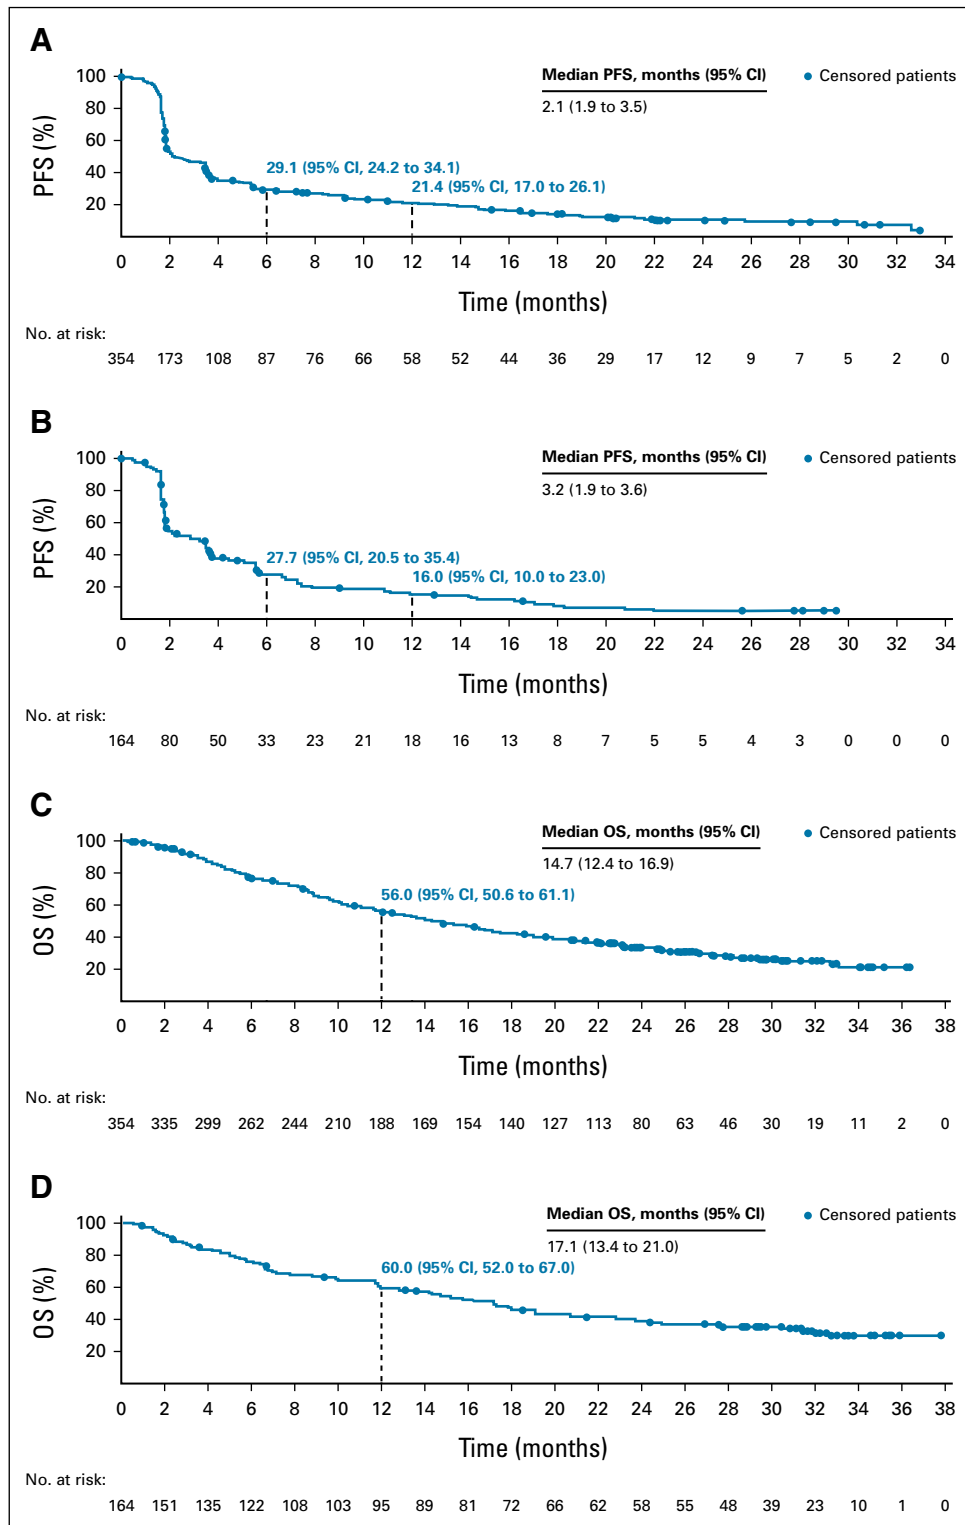 A
Median PFS, months (95% CI)
Censored patients
2.1 (1.9 to 3.5)
100
80
60
40
20
PFS (%)
29.1 (95% CI, 24.2 to 34.1)
21.4 (95% CI, 17.0 to 26.1)
0 2 4 6 8 10 12 14 16 18 20 22 24 26 28 30 32 34
Time (months)
No. at risk:
354 173 108 87 76 66 58 52 44 36 29 17 12 9 7 5 2 0
B
Median PFS, months (95% CI)
Censored patients
3.2 (1.9 to 3.6)
100
80
60
40
20
PFS (%)
27.7 (95% CI, 20.5 to 35.4)
16.0 (95% CI, 10.0 to 23.0)
0 2 4 6 8 10 12 14 16 18 20 22 24 26 28 30 32 34
Time (months)
No. at risk:
164 80 50 33 23 21 18 16 13 8 7 5 5 4 3 0 0 0
C
Median OS, months (95% CI)
Censored patients
14.7 (12.4 to 16.9)
100
80
60
40
20
OS (%)
56.0 (95% CI, 50.6 to 61.1)
0 2 4 6 8 10 12 14 16 18 20 22 24 26 28 30 32 34 36 38
Time (months)
No. at risk:
354 335 299 262 244 210 188 169 154 140 127 113 80 63 46 30 19 11 2 0
D
Median OS, months (95% CI)
Censored patients
17.1 (13.4 to 21.0)
100
80
60
40
20
OS (%)
60.0 (95% CI, 52.0 to 67.0)
0 2 4 6 8 10 12 14 16 18 20 22 24 26 28 30 32 34 36 38
Time (months)
No. at risk:
164 151 135 122 108 103 95 89 81 72 66 62 58 55 48 39 23 10 1 0